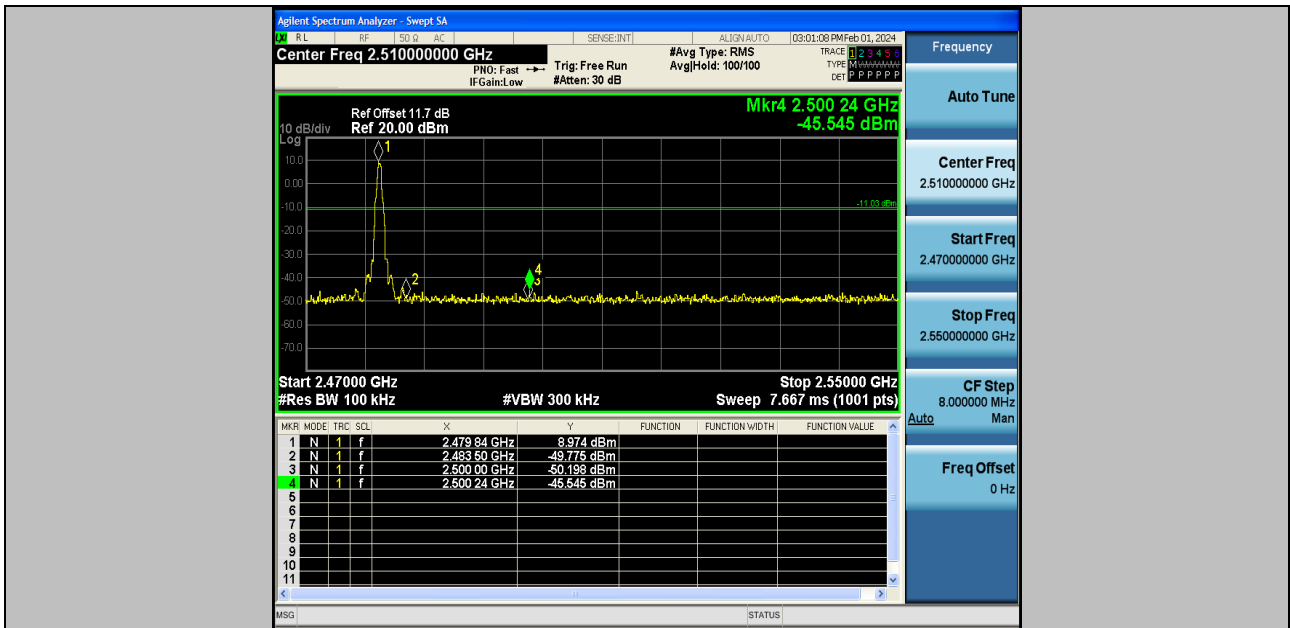 Agilent Spectrum Analyzer - Swept SA
RL RF 50 Ω AC SENSE:INT ALIGN AUTO 03:01:08 PM Feb 01, 2024
Center Freq 2.510000000 GHz
PNO: Fast
IFGain:Low
Trig: Free Run
#Atten: 30 dB
#Avg Type: RMS
Avg|Hold: 100/100
TRACE 1 2 3 4 5 6
TYPE M W W W W W
DET P P P P P P
Mkr4 2.500 24 GHz
-45.545 dBm
Ref Offset 11.7 dB
10 dB/div Ref 20.00 dBm
Log
10.0
0.00
-10.0
-20.0
-30.0
-40.0
-50.0
-60.0
-70.0
1
2
4
3
-11.03 dBm
Start 2.47000 GHz Stop 2.55000 GHz
#Res BW 100 kHz #VBW 300 kHz Sweep 7.667 ms (1001 pts)
MKR MODE TRC SCL X Y FUNCTION FUNCTION WIDTH FUNCTION VALUE
1 N 1 f 2.479 84 GHz 8.974 dBm
2 N 1 f 2.483 50 GHz -49.775 dBm
3 N 1 f 2.500 00 GHz -50.198 dBm
4 N 1 f 2.500 24 GHz -45.545 dBm
5
6
7
8
9
10
11
MSG STATUS
Frequency
Auto Tune
Center Freq
2.510000000 GHz
Start Freq
2.470000000 GHz
Stop Freq
2.550000000 GHz
CF Step
8.000000 MHz
Auto Man
Freq Offset
0 Hz